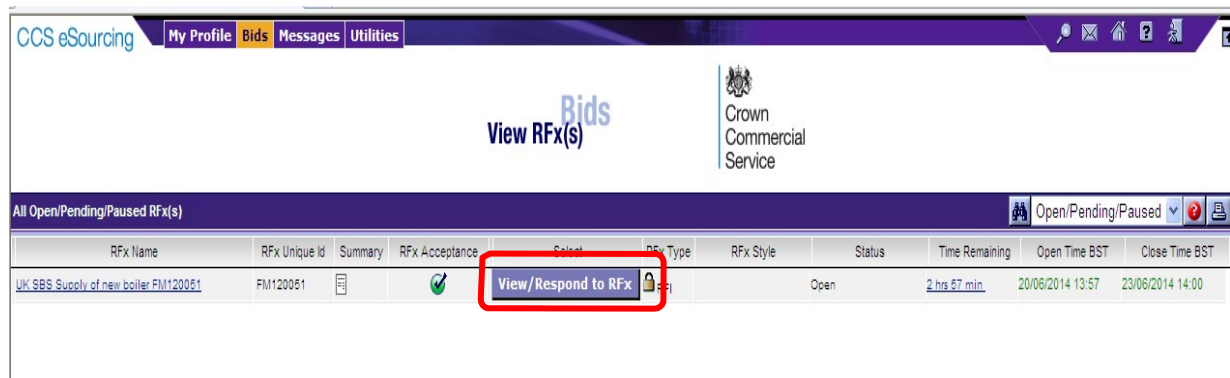 CCS eSourcing My Profile Bids Messages Utilities
Bids
View RFx(s)
Crown
Commercial
Service
All Open/Pending/Paused RFx(s) Open/Pending/Paused
RFx Name RFx Unique Id Summary RFx Acceptance Select RFx Type RFx Style Status Time Remaining Open Time BST Close Time BST
UK SBS Supply of new boiler FM120051 FM120051 View/Respond to RFx Open 2 hrs 57 min 20/06/2014 13:57 23/06/2014 14:00